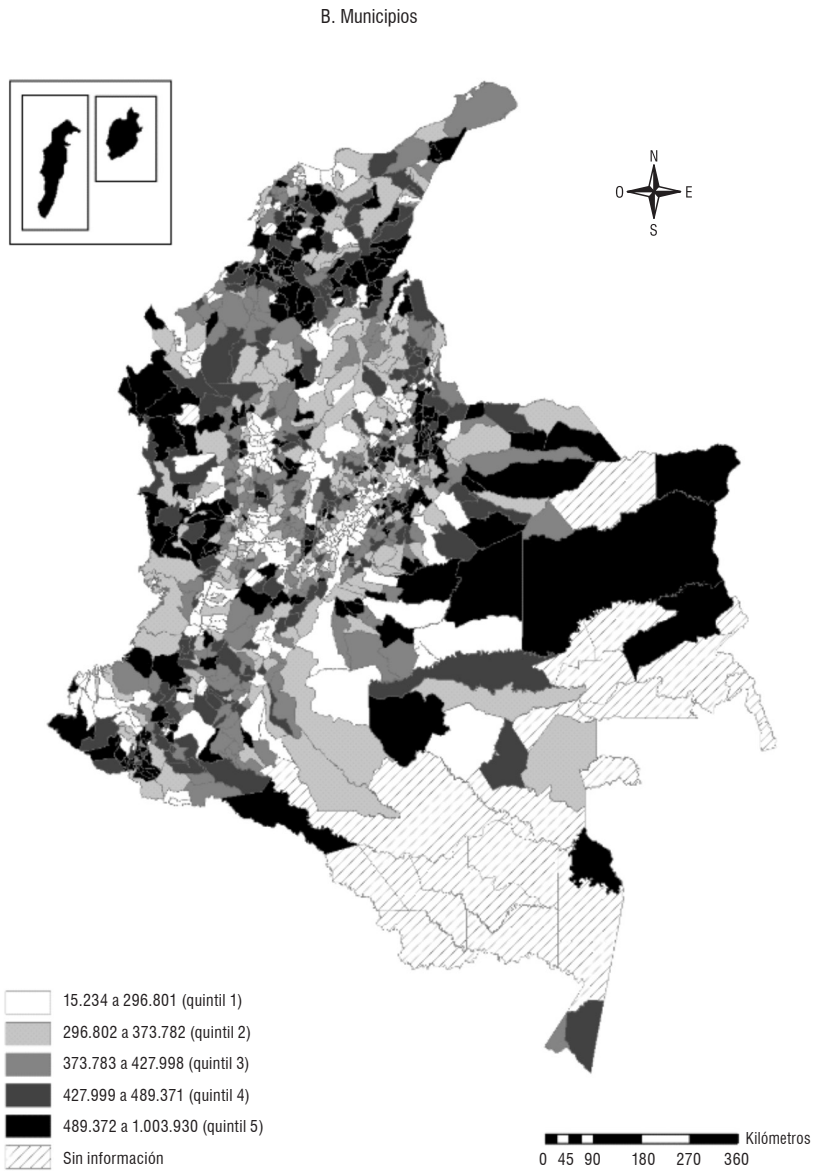 B. Municipios
N
O
E
S
15.234 a 296.801 (quintil 1)
296.802 a 373.782 (quintil 2)
373.783 a 427.998 (quintil 3)
427.999 a 489.371 (quintil 4)
489.372 a 1.003.930 (quintil 5)
Sin información
Kilómetros
0 45 90 180 270 360